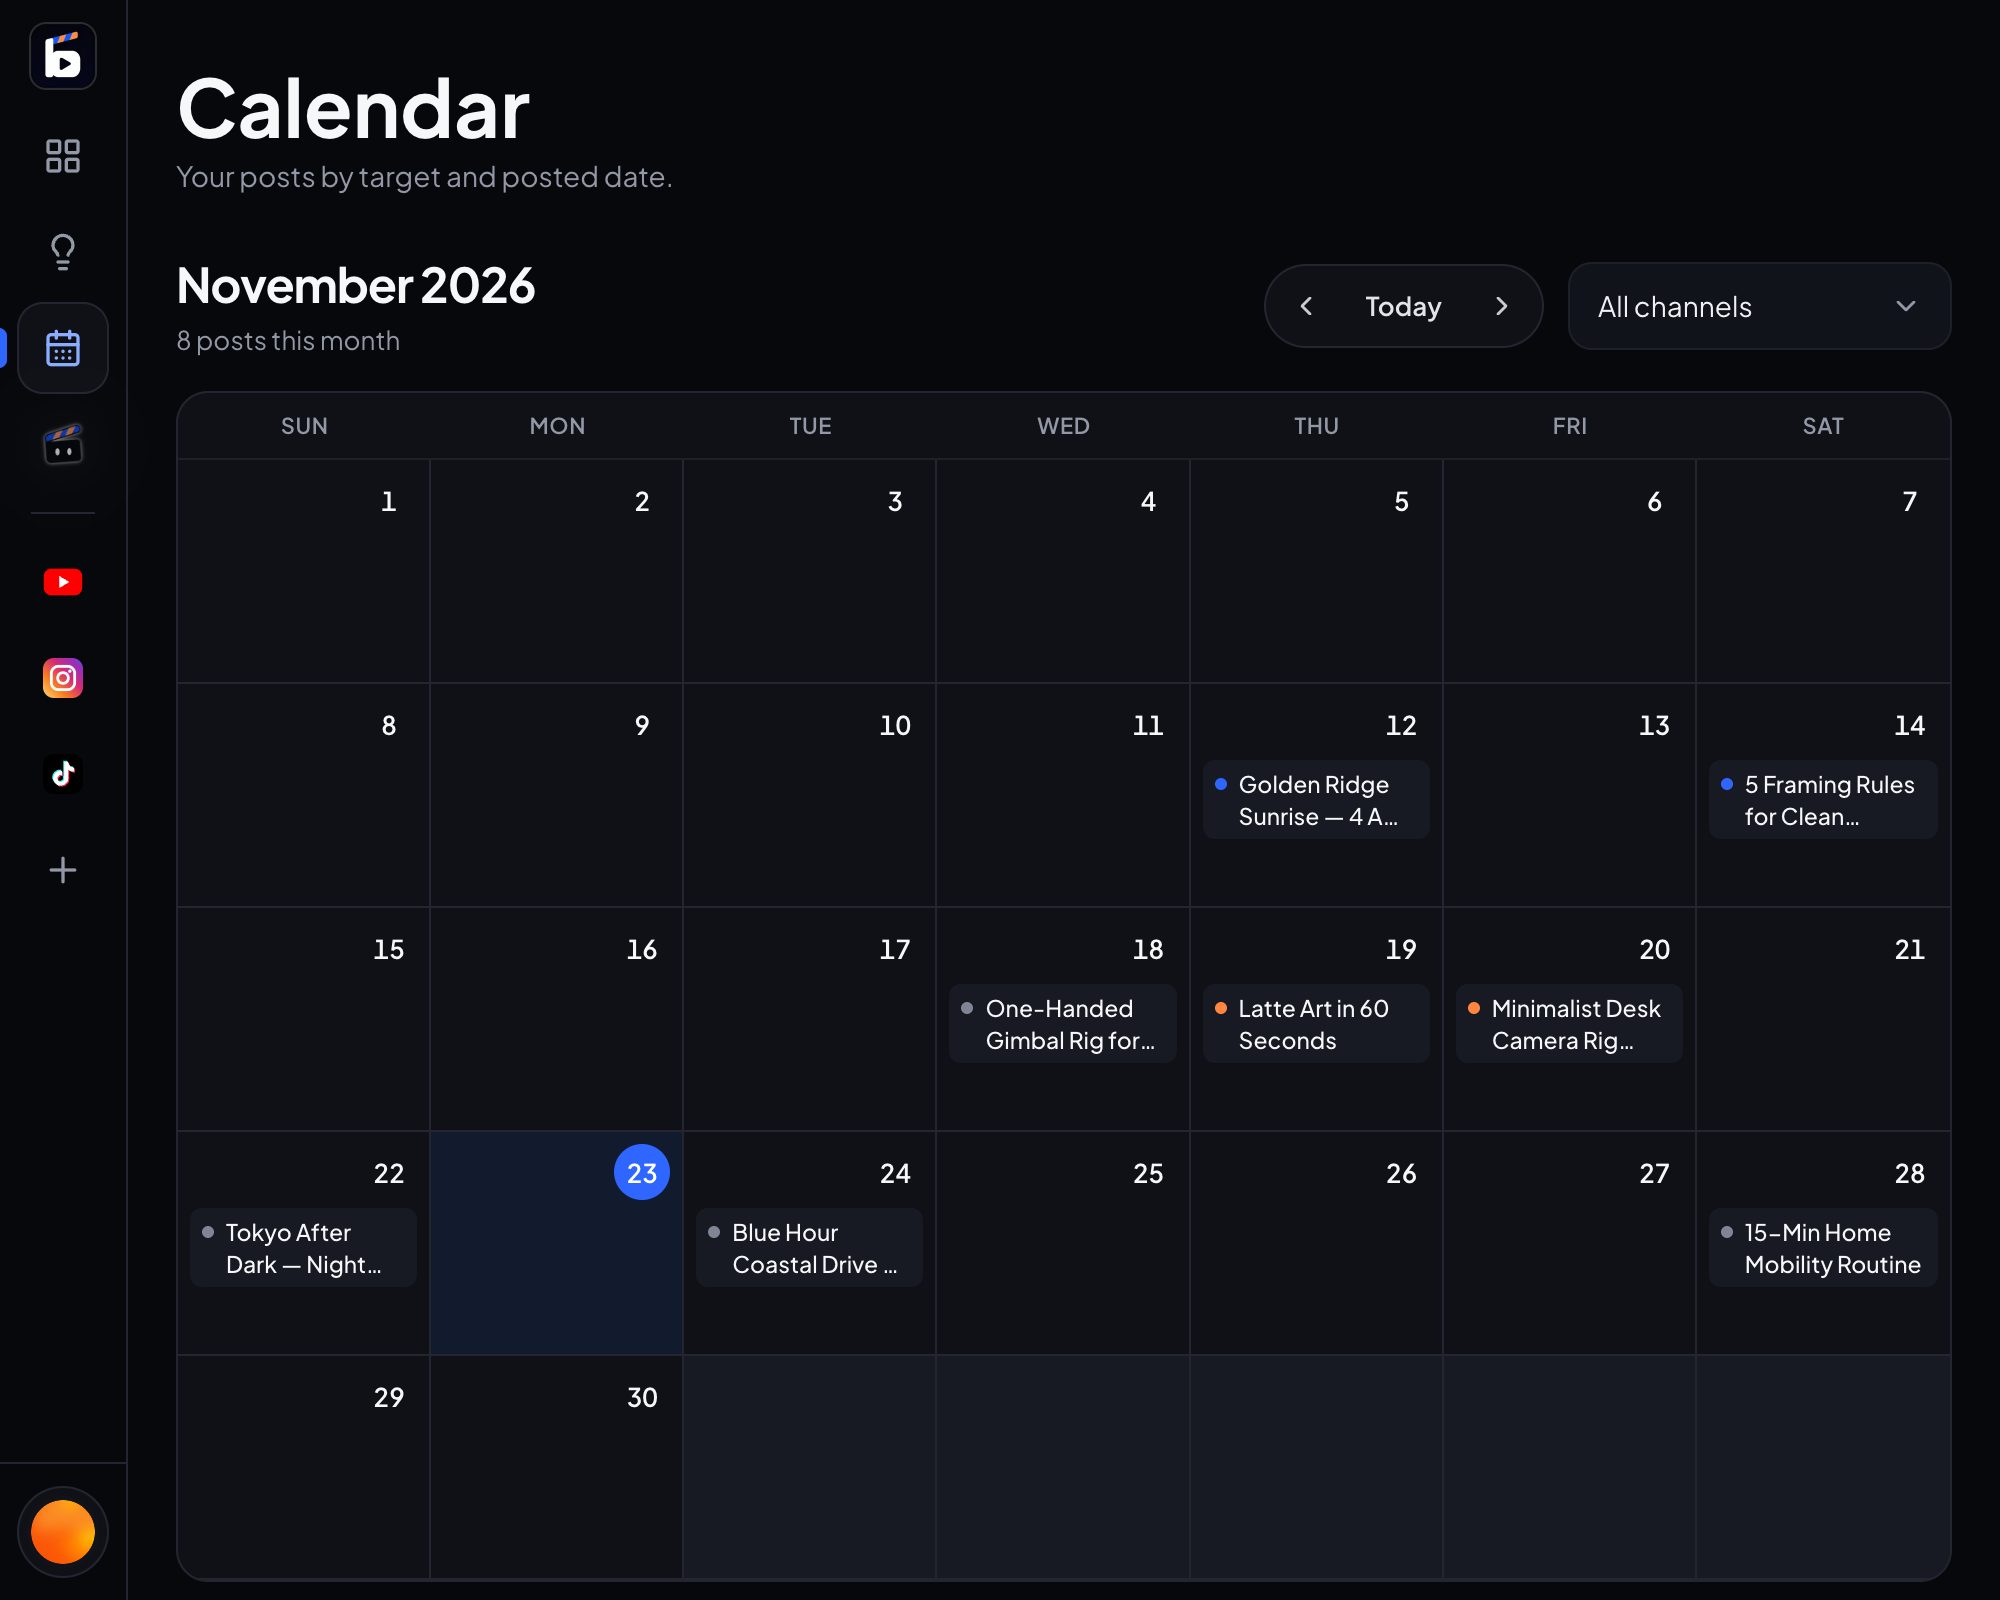 Calendar
Your posts by target and posted date.
November 2026
8 posts this month
Today
All channels
SUN MON TUE WED THU FRI SAT
1 2 3 4 5 6 7
8 9 10 11 12 13 14
Golden Ridge
Sunrise — 4 A...
5 Framing Rules
for Clean...
15 16 17 18 19 20 21
One-Handed
Gimbal Rig for...
Latte Art in 60
Seconds
Minimalist Desk
Camera Rig...
22 23 24 25 26 27 28
Tokyo After
Dark — Night...
Blue Hour
Coastal Drive ...
15-Min Home
Mobility Routine
29 30